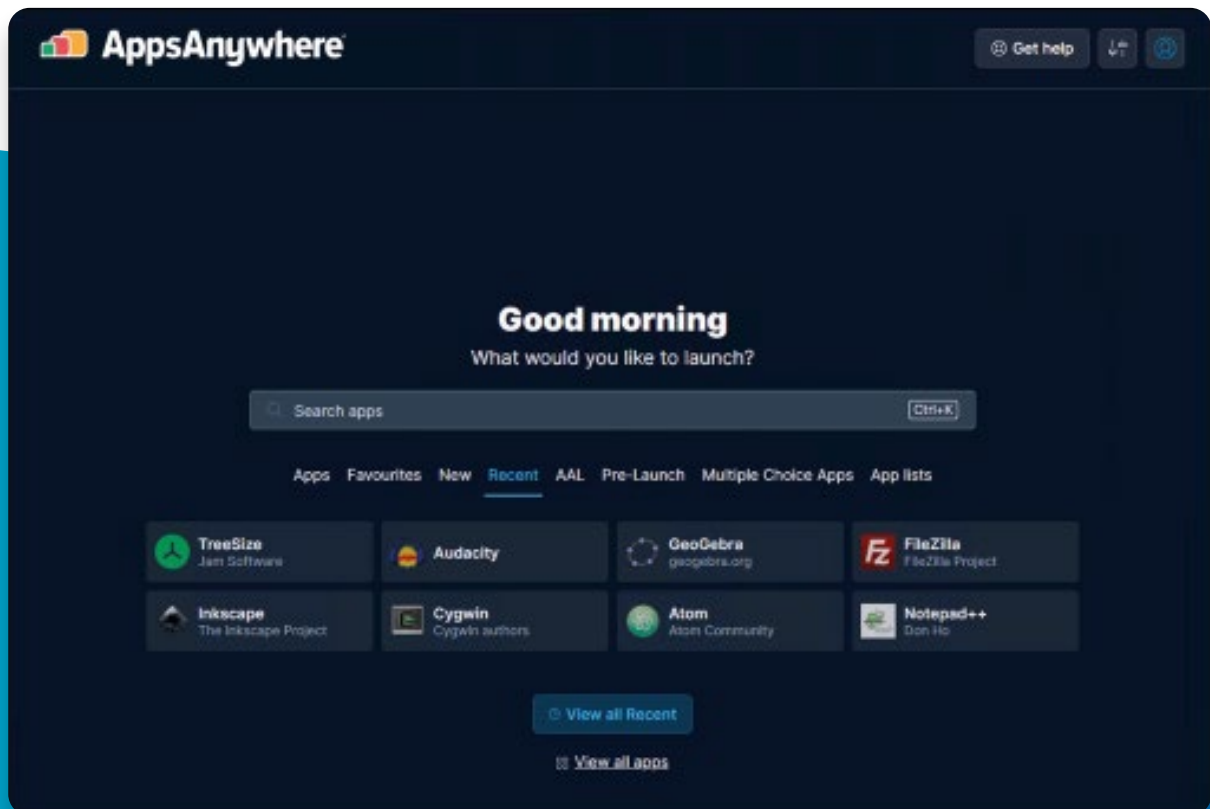 AppsAnywhere
Get help
Good morning
What would you like to launch?
Search apps
Ctrl+K
Apps Favourites New Recent AAL Pre-Launch Multiple Choice Apps App lists
TreeSize
Jam Software
Audacity
GeoGebra
geogebra.org
FileZilla
FileZilla Project
Inkscape
The Inkscape Project
Cygwin
Cygwin authors
Atom
Atom Community
Notepad++
Don Ho
View all Recent
View all apps